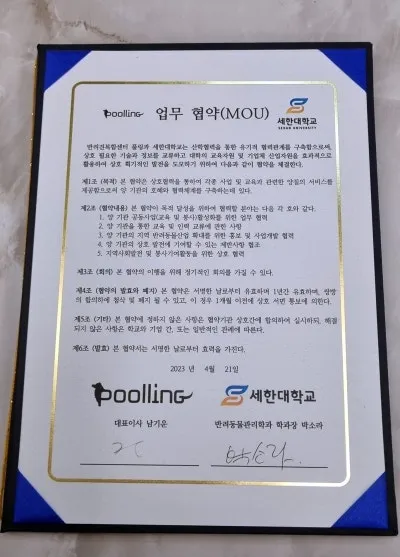 Poolling 업무 협약(MOU) 세한대학교
SEHAN UNIVERSITY
반려견복합센터 풀링과 세한대학교는 산학협력을 통한 유기적 협력관계를 구축함으로써,
상호 필요한 기술과 정보를 교류하고 대학의 교육자원 및 기업체 산업자원을 효과적으로
활용하여 상호 획기적인 발전을 도모하기 위하여 다음과 같이 협약을 체결한다.
제1조 (목적) 본 협약은 상호협력을 통하여 각종 사업 및 교육과 관련한 양질의 서비스를
제공함으로써 양 기관의 호혜와 협력체계를 구축하는데 있다.
제2조 (협약내용) 본 협약이 목적 달성을 위하여 협력할 분야는 다음 각 호와 같다.
1. 양 기관 공동사업(교육 및 봉사)활성화를 위한 업무 협력
2. 양 기관을 통한 교육 및 인력 교류에 관한 사항
3. 양 기관의 지역 반려동물산업 확대를 위한 홍보 및 사업개발 협력
4. 양 기관의 상호 발전에 기여할 수 있는 제반사항 협조
5. 지역사회발전 및 봉사기여활동을 위한 상호 협력
제3조 (회의) 본 협약의 이행을 위해 정기적인 회의를 가질 수 있다.
제4조 (협약의 발효와 폐지) 본 협약은 서명한 날로부터 유효하며 1년간 유효하며, 쌍방
의 합의하에 첨삭 및 폐지 될 수 있고, 이 경우 1개월 이전에 상호 서면 통보에 의한다.
제5조 (기타) 본 협약에 정하지 않은 사항은 협약기관 상호간에 합의하여 실시하되, 해결
되지 않은 사항은 학교와 기업 간, 또는 일반적인 관례에 따른다.
제6조 (발효) 본 협약서는 서명한 날로부터 효력을 가진다.
2023 년 4월 21일
Poolling 세한대학교
대표이사 남기운 반려동물관리학과 학과장 박소라
박소라